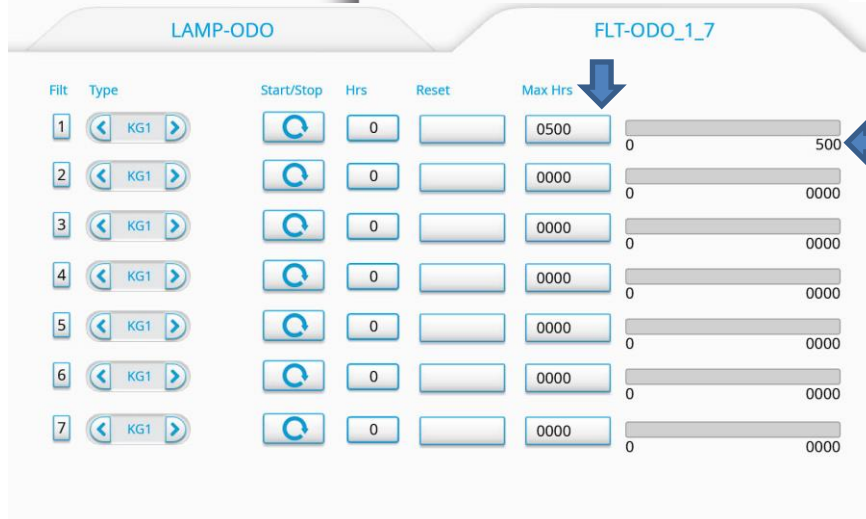 LAMP-ODO FLT-ODO_1_7
Filt Type Start/Stop Hrs Reset Max Hrs
1 KG1 0 0500
0 500
2 KG1 0 0000
0 0000
3 KG1 0 0000
0 0000
4 KG1 0 0000
0 0000
5 KG1 0 0000
0 0000
6 KG1 0 0000
0 0000
7 KG1 0 0000
0 0000